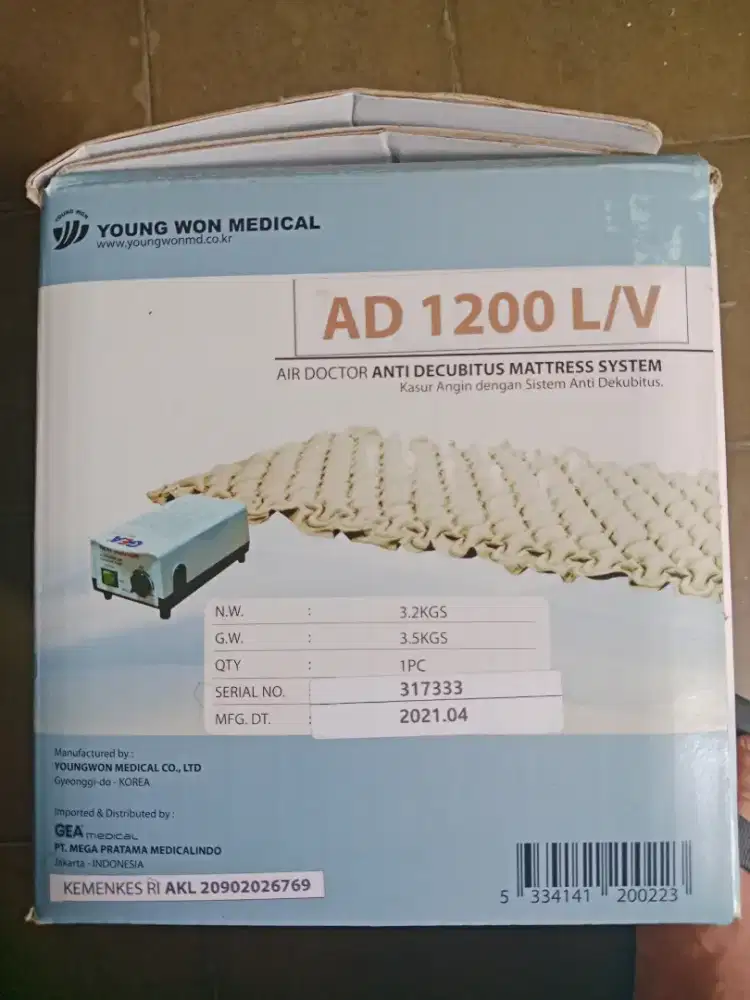 YOUNG WON
YOUNG WON MEDICAL
www.youngwonmd.co.kr
AD 1200 L/V
AIR DOCTOR ANTI DECUBITUS MATTRESS SYSTEM
Kasur Angin dengan Sistem Anti Dekubitus.
GEA
N.W. : 3.2KGS
G.W. : 3.5KGS
QTY : 1PC
SERIAL NO. : 317333
MFG. DT. : 2021.04
Manufactured by :
YOUNGWON MEDICAL CO., LTD
Gyeonggi-do - KOREA
Imported & Distributed by :
GEA medical
PT. MEGA PRATAMA MEDICALINDO
Jakarta - INDONESIA
KEMENKES RI AKL 20902026769
5 334141 200223